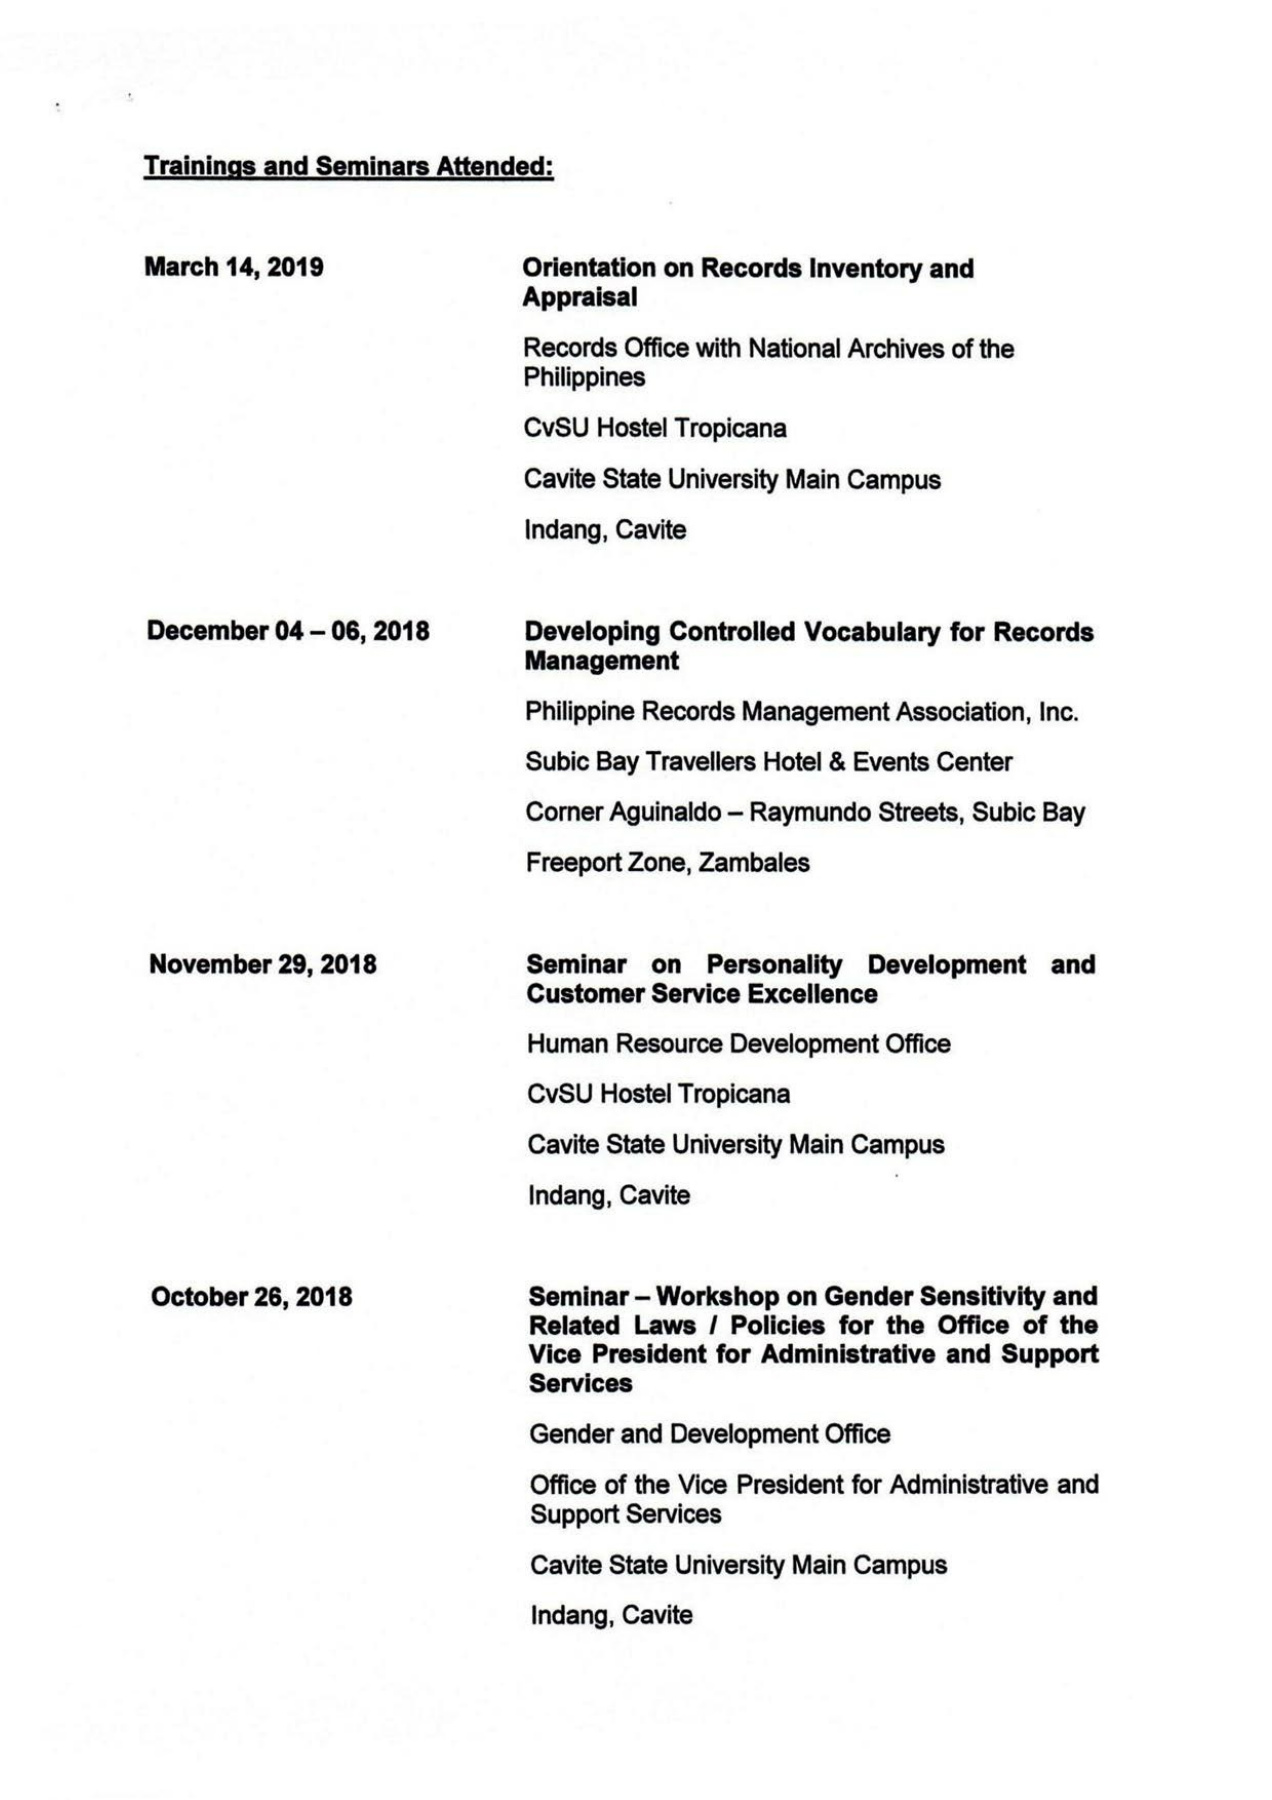 Trainings and Seminars Attended:
March 14, 2019
Orientation on Records Inventory and
Appraisal
Records Office with National Archives of the
Philippines
CvSU Hostel Tropicana
Cavite State University Main Campus
Indang, Cavite
December 04 – 06, 2018
Developing Controlled Vocabulary for Records
Management
Philippine Records Management Association, Inc.
Subic Bay Travellers Hotel & Events Center
Corner Aguinaldo – Raymundo Streets, Subic Bay
Freeport Zone, Zambales
November 29, 2018
Seminar on Personality Development and
Customer Service Excellence
Human Resource Development Office
CvSU Hostel Tropicana
Cavite State University Main Campus
Indang, Cavite
October 26, 2018
Seminar – Workshop on Gender Sensitivity and
Related Laws / Policies for the Office of the
Vice President for Administrative and Support
Services
Gender and Development Office
Office of the Vice President for Administrative and
Support Services
Cavite State University Main Campus
Indang, Cavite